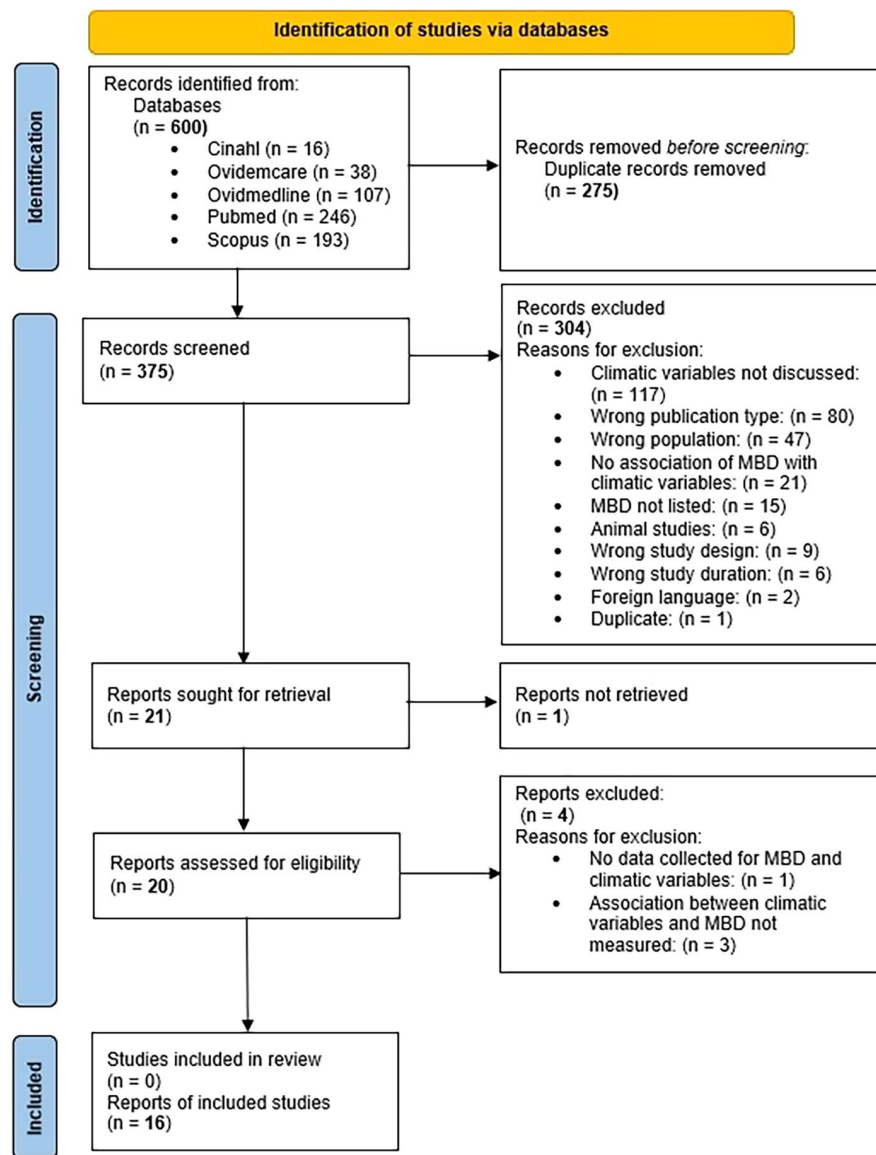 Identification of studies via databases
Identification
Records identified from:
Databases
(n = 600)
• Cinahl (n = 16)
• Ovidemcare (n = 38)
• Ovidmedline (n = 107)
• Pubmed (n = 246)
• Scopus (n = 193)
Records removed before screening:
Duplicate records removed
(n = 275)
Screening
Records screened
(n = 375)
Records excluded
(n = 304)
Reasons for exclusion:
• Climatic variables not discussed:
(n = 117)
• Wrong publication type: (n = 80)
• Wrong population: (n = 47)
• No association of MBD with
climatic variables: (n = 21)
• MBD not listed: (n = 15)
• Animal studies: (n = 6)
• Wrong study design: (n = 9)
• Wrong study duration: (n = 6)
• Foreign language: (n = 2)
• Duplicate: (n = 1)
Reports sought for retrieval
(n = 21)
Reports not retrieved
(n = 1)
Reports assessed for eligibility
(n = 20)
Reports excluded:
(n = 4)
Reasons for exclusion:
• No data collected for MBD and
climatic variables: (n = 1)
• Association between climatic
variables and MBD not
measured: (n = 3)
Included
Studies included in review
(n = 0)
Reports of included studies
(n = 16)